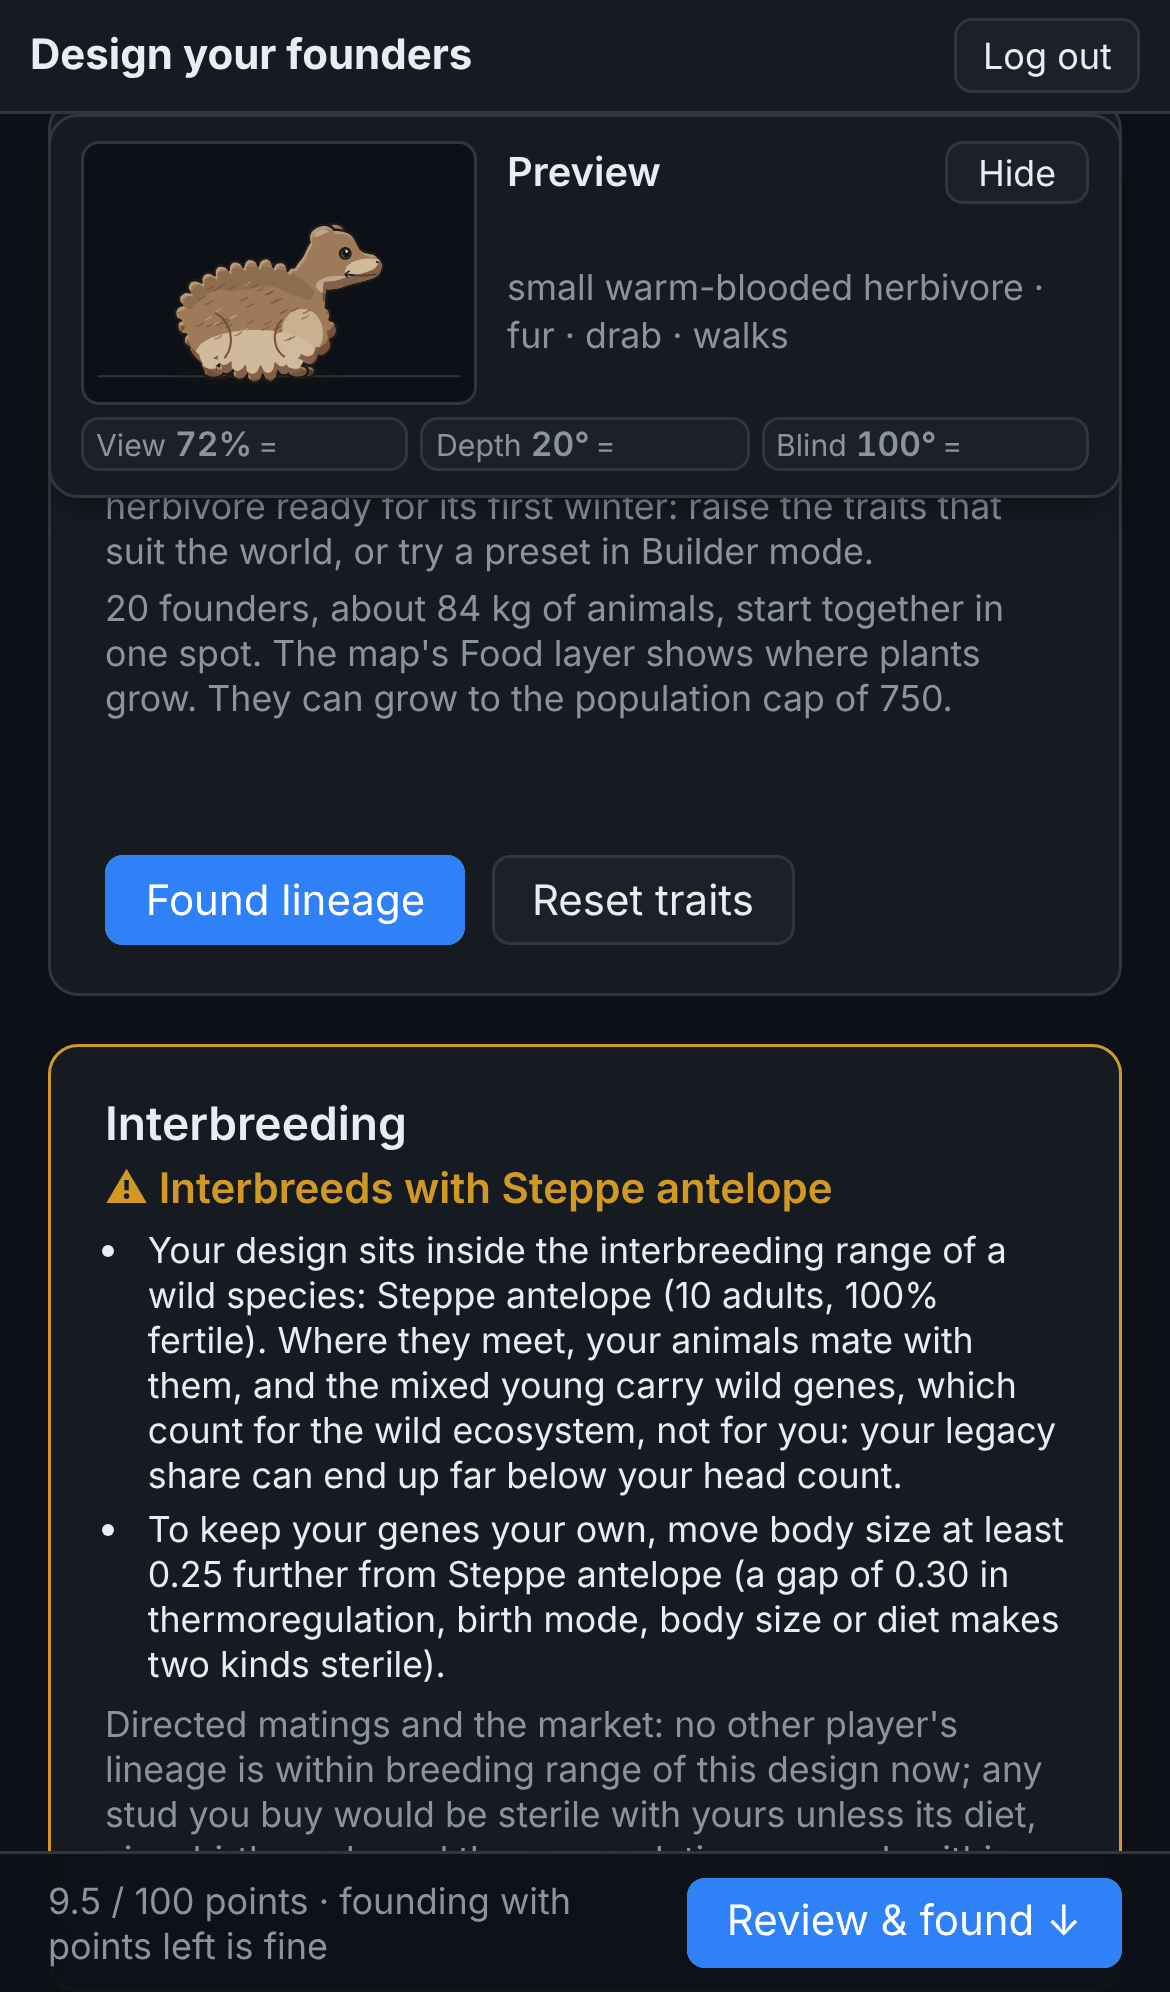 Design your founders
Log out
Preview
Hide
small warm-blooded herbivore ·
fur · drab · walks
View 72% =
Depth 20° =
Blind 100° =
herbivore ready for its first winter: raise the traits that
suit the world, or try a preset in Builder mode.
20 founders, about 84 kg of animals, start together in
one spot. The map's Food layer shows where plants
grow. They can grow to the population cap of 750.
Found lineage
Reset traits
Interbreeding
⚠ Interbreeds with Steppe antelope
• Your design sits inside the interbreeding range of a
wild species: Steppe antelope (10 adults, 100%
fertile). Where they meet, your animals mate with
them, and the mixed young carry wild genes, which
count for the wild ecosystem, not for you: your legacy
share can end up far below your head count.
• To keep your genes your own, move body size at least
0.25 further from Steppe antelope (a gap of 0.30 in
thermoregulation, birth mode, body size or diet makes
two kinds sterile).
Directed matings and the market: no other player's
lineage is within breeding range of this design now; any
stud you buy would be sterile with yours unless its diet,
9.5 / 100 points · founding with
points left is fine
Review & found ↓